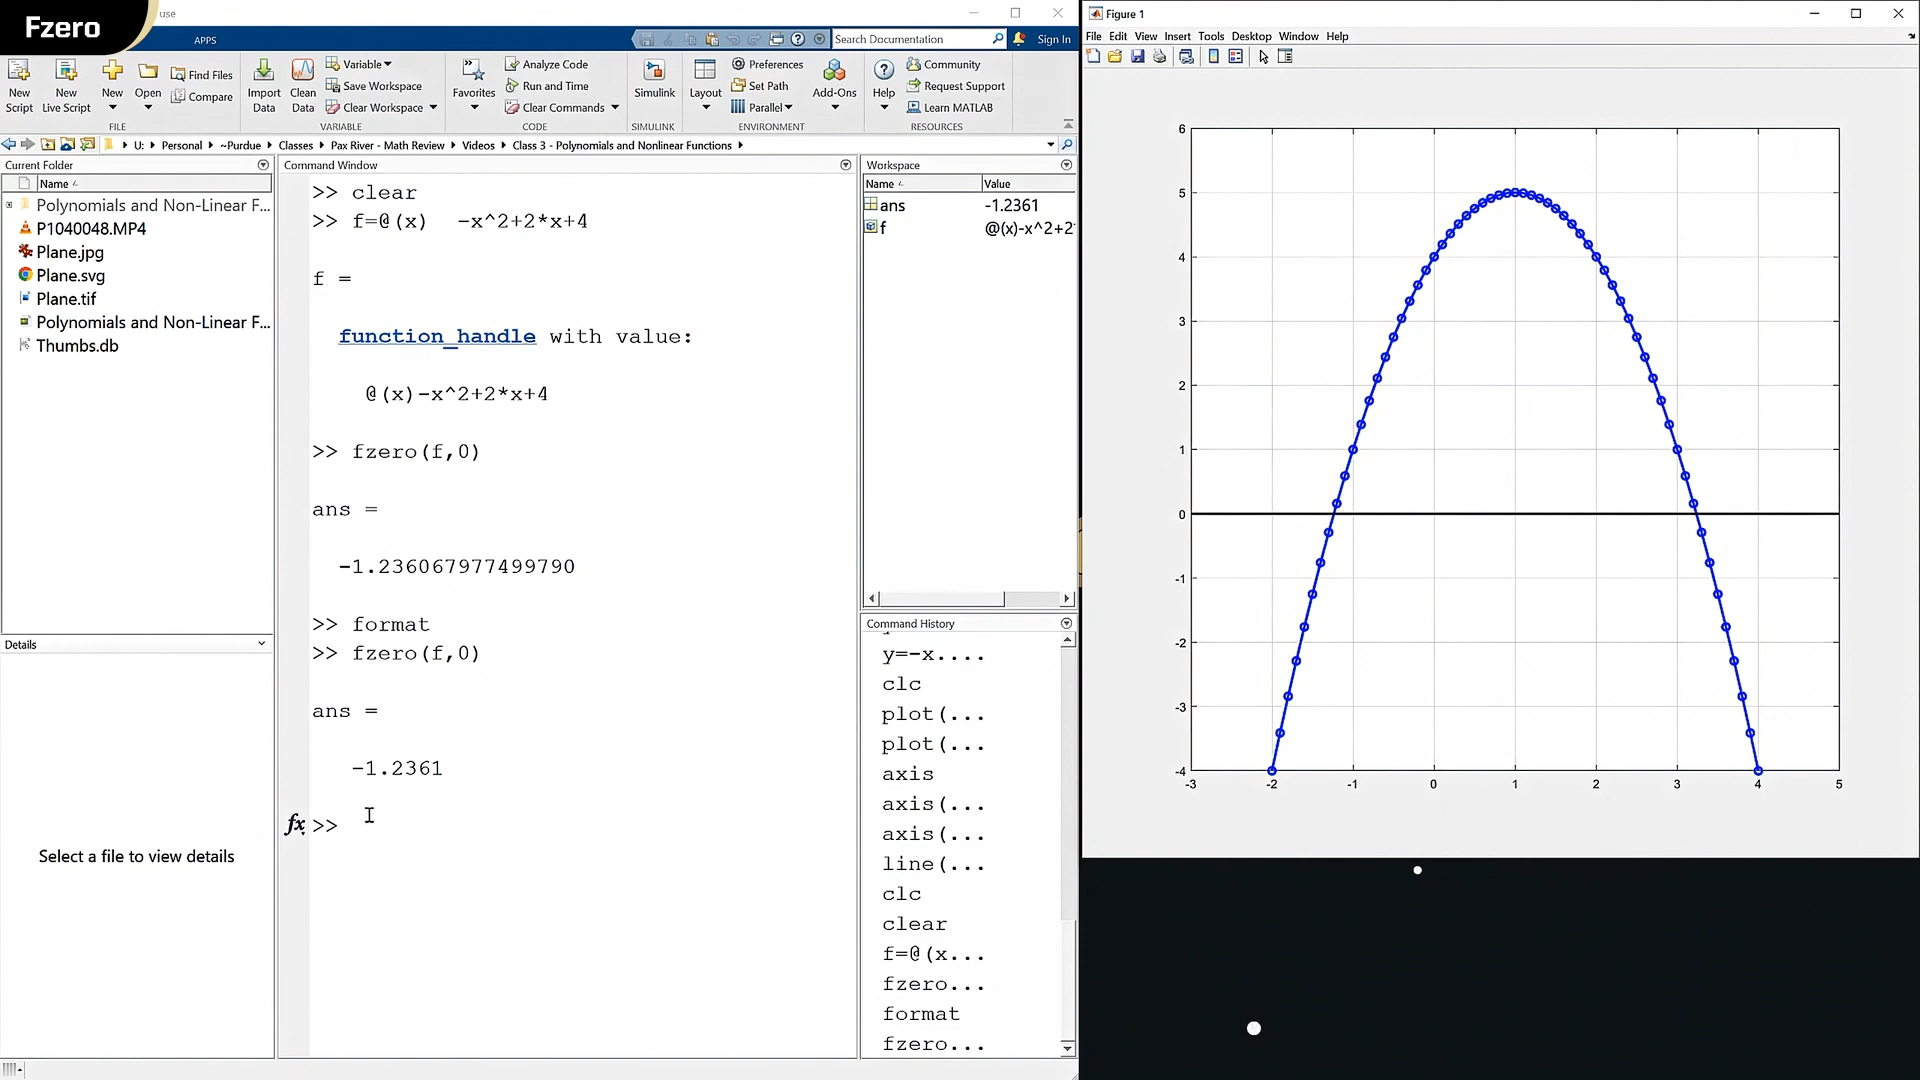 Fzero
use
APPS
Search Documentation
Sign In
New Script
New Live Script
New
Open
Find Files
Compare
Import Data
Clean Data
Variable
Save Workspace
Clear Workspace
Favorites
Analyze Code
Run and Time
Clear Commands
Simulink
Layout
Preferences
Set Path
Parallel
Add-Ons
Help
Community
Request Support
Learn MATLAB
FILE
VARIABLE
CODE
SIMULINK
ENVIRONMENT
RESOURCES
U: Personal ~Purdue Classes Pax River - Math Review Videos Class 3 - Polynomials and Nonlinear Functions
Current Folder
Name
Polynomials and Non-Linear F...
P1040048.MP4
Plane.jpg
Plane.svg
Plane.tif
Polynomials and Non-Linear F...
Thumbs.db
Details
Select a file to view details
Command Window
>> clear
>> f=@(x)  -x^2+2*x+4
f =
function_handle with value:
@(x)-x^2+2*x+4
>> fzero(f,0)
ans =
-1.236067977499790
>> format
>> fzero(f,0)
ans =
-1.2361
fx >>
Workspace
Name Value
ans -1.2361
f @(x)-x^2+2
Command History
y=-x....
clc
plot(...
plot(...
axis
axis(...
axis(...
line(...
clc
clear
f=@(x...
fzero...
format
fzero...
Figure 1
File Edit View Insert Tools Desktop Window Help
6
5
4
3
2
1
0
-1
-2
-3
-4
-3 -2 -1 0 1 2 3 4 5